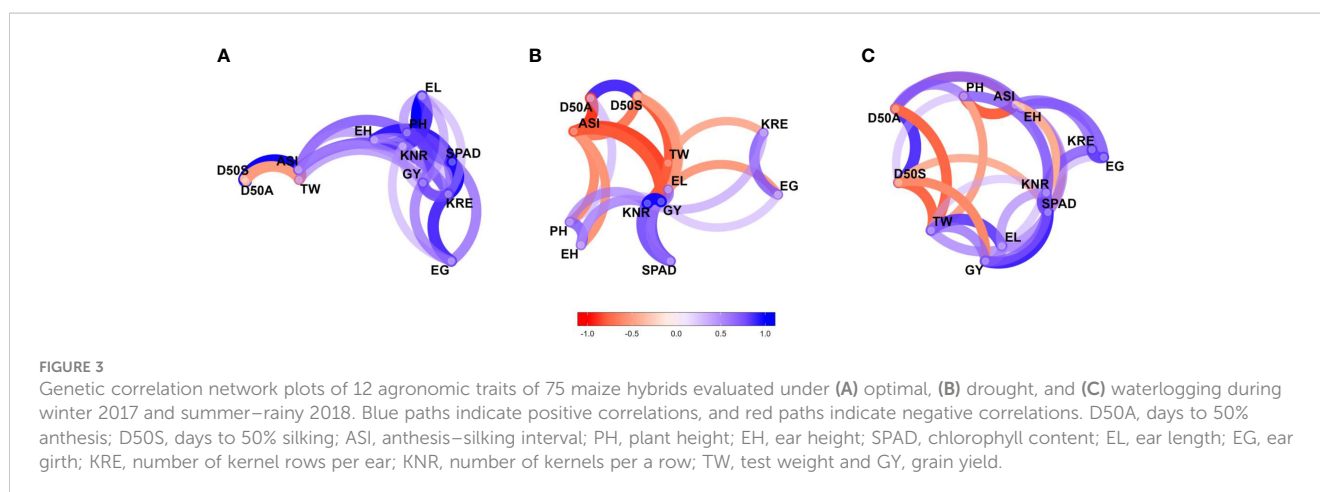 A
B
C
EL
EH
PH
KNR
SPAD
D50S
ASI
D50A
TW
GY
KRE
EG
D50A
D50S
ASI
KRE
TW
EL
EG
KNR
GY
PH
EH
SPAD
PH
ASI
D50A
EH
KRE
EG
D50S
KNR
SPAD
TW
EL
GY
-1.0 -0.5 0.0 0.5 1.0
FIGURE 3
Genetic correlation network plots of 12 agronomic traits of 75 maize hybrids evaluated under (A) optimal, (B) drought, and (C) waterlogging during
winter 2017 and summer–rainy 2018. Blue paths indicate positive correlations, and red paths indicate negative correlations. D50A, days to 50%
anthesis; D50S, days to 50% silking; ASI, anthesis–silking interval; PH, plant height; EH, ear height; SPAD, chlorophyll content; EL, ear length; EG, ear
girth; KRE, number of kernel rows per ear; KNR, number of kernels per a row; TW, test weight and GY, grain yield.